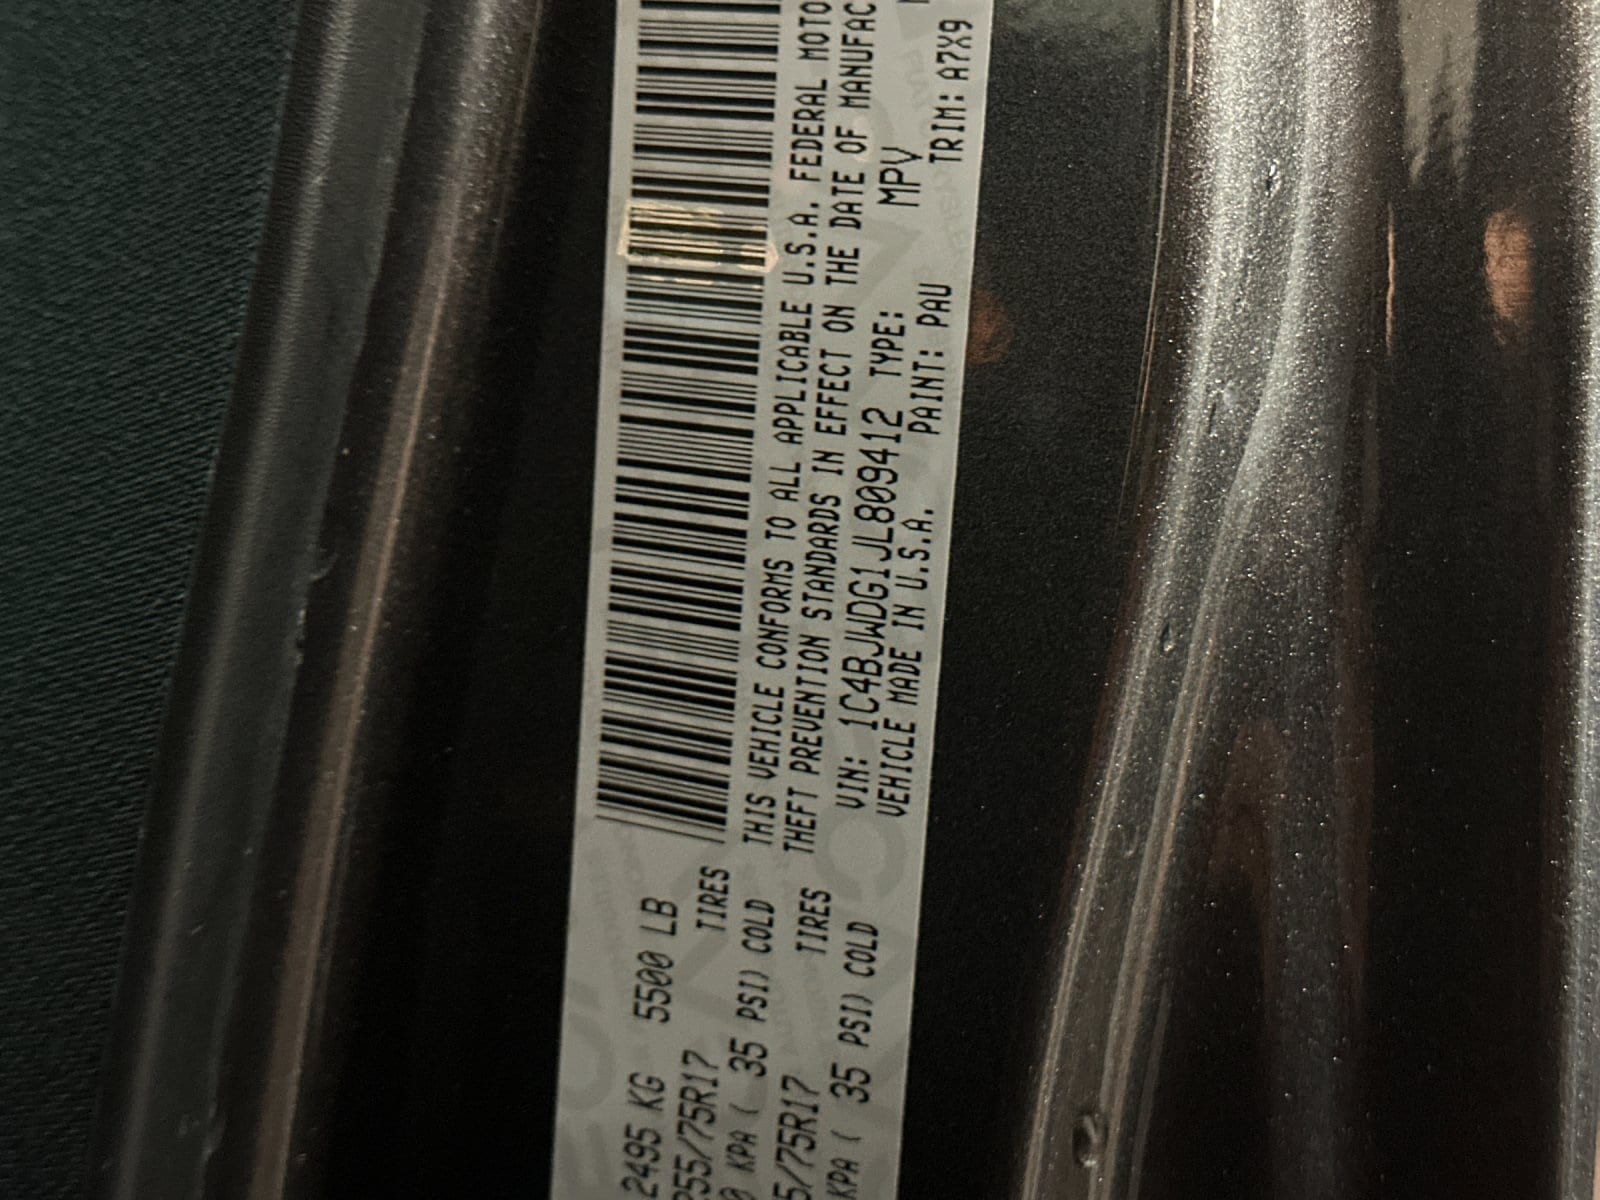 2495 KG 5500 LB
255/75R17 TIRES
KPA ( 35 PSI) COLD
5/75R17 TIRES
KPA ( 35 PSI) COLD
THIS VEHICLE CONFORMS TO ALL APPLICABLE U.S.A. FEDERAL MOTO
THEFT PREVENTION STANDARDS IN EFFECT ON THE DATE OF MANUFAC
VIN: 1C4BJWDG1JL809412 TYPE: MPV
VEHICLE MADE IN U.S.A. PAINT: PAU TRIM: A7X9